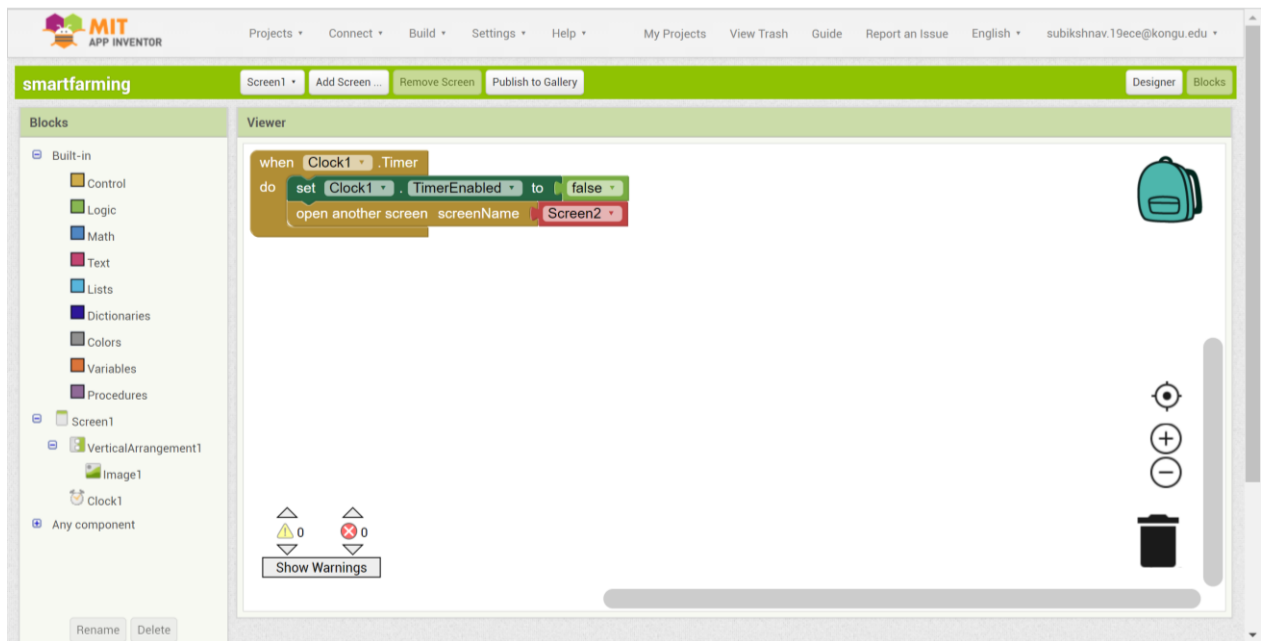 MIT
APP INVENTOR
Projects Connect Build Settings Help My Projects View Trash Guide Report an Issue English subikshnav.19ece@kongu.edu
smartfarming Screen1 Add Screen ... Remove Screen Publish to Gallery Designer Blocks
Blocks
Viewer
Built-in
Control
Logic
Math
Text
Lists
Dictionaries
Colors
Variables
Procedures
Screen1
VerticalArrangement1
Image1
Clock1
Any component
Rename Delete
when Clock1 .Timer
do set Clock1 . TimerEnabled to false
open another screen screenName Screen2
0 0
Show Warnings